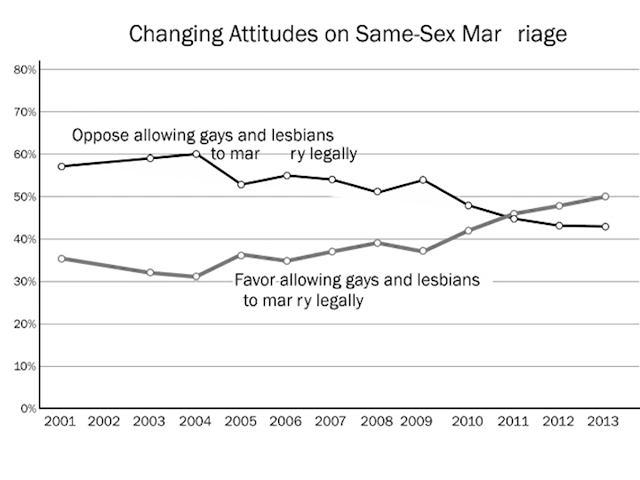 Changing Attitudes on Same-Sex Mar riage
80%
70%
Oppose allowing gays and lesbians
60%
to mar ry legally
50%
40%
Favor allowing gays and lesbians
30%
to mar ry legally
20%
10%
0%
2001 2002 2003 2004 2005 2006 2007 2008 2009 2010 2011 2012 2013